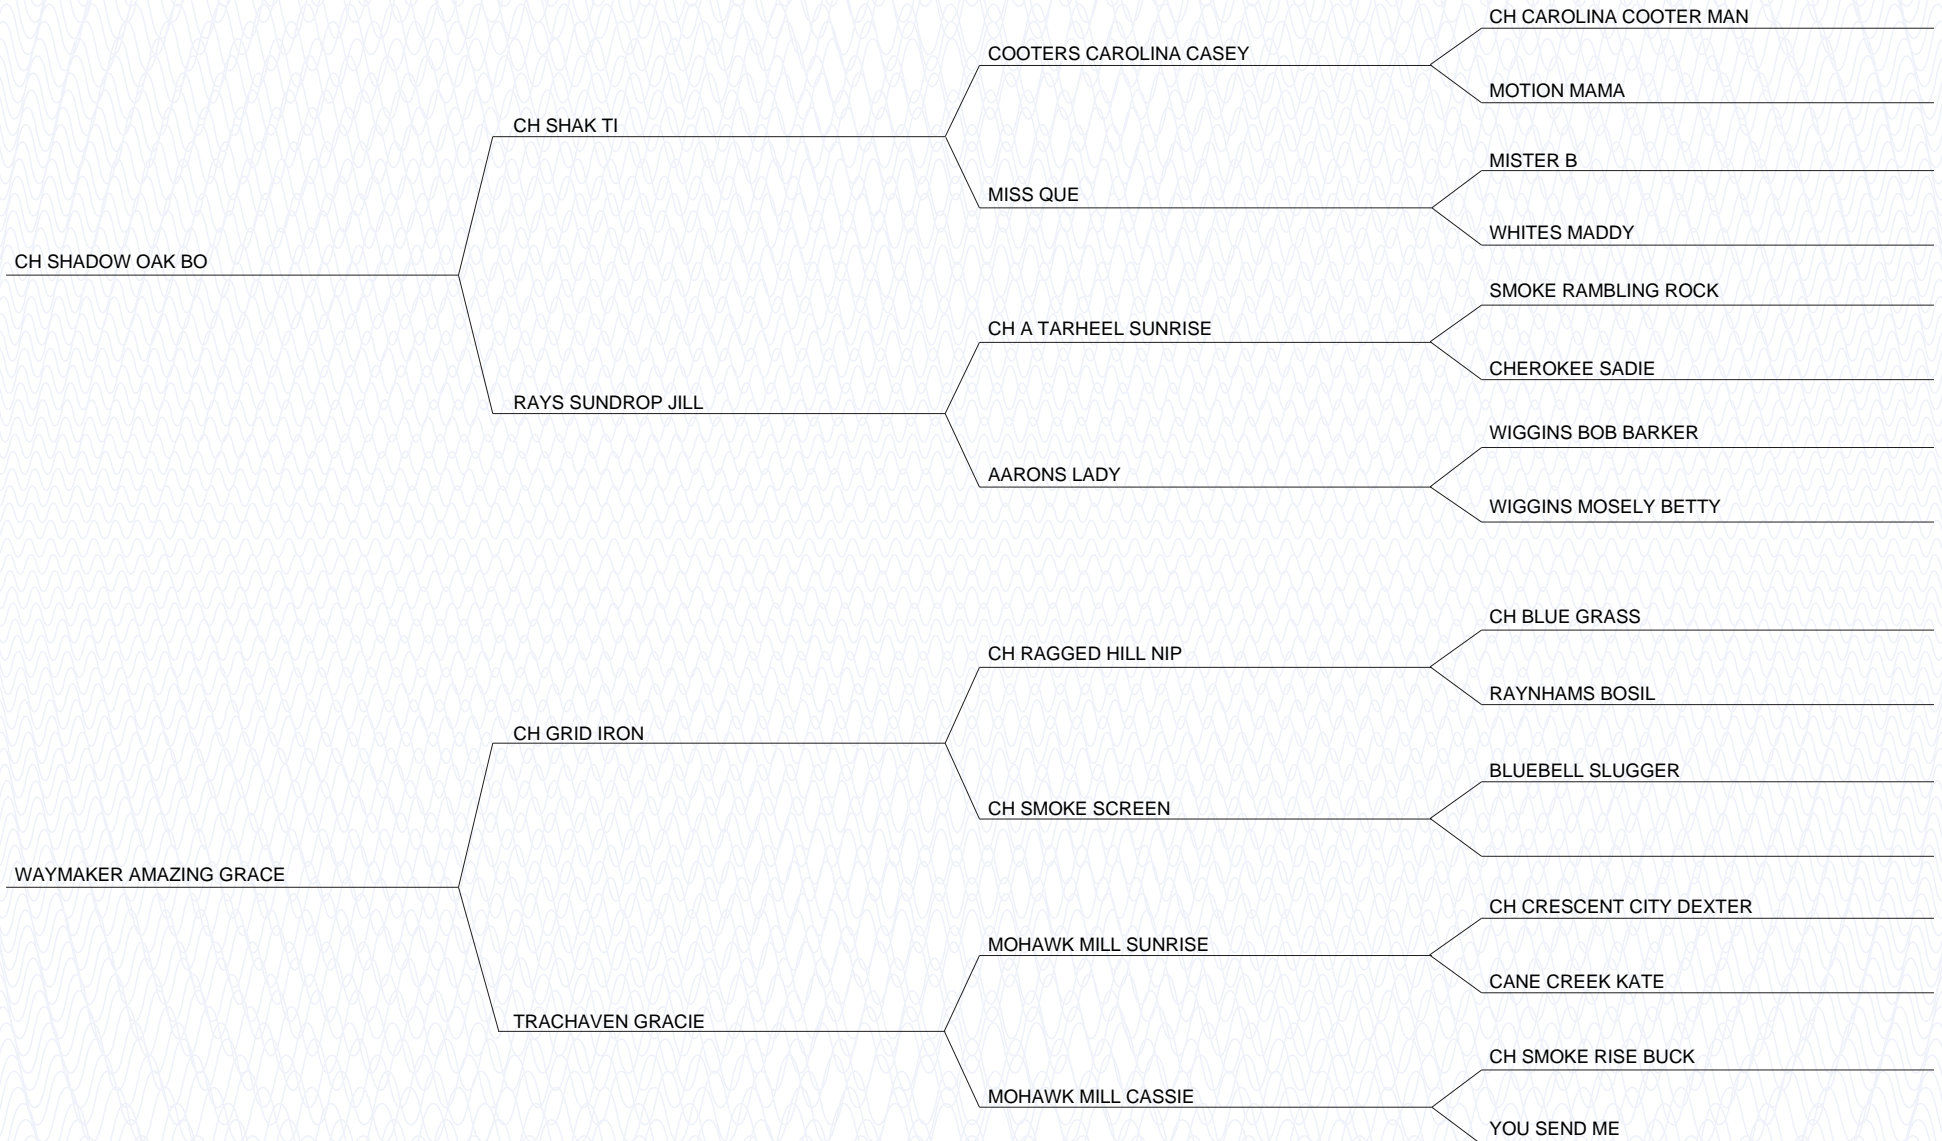 CH CAROLINA COOTER MAN
COOTERS CAROLINA CASEY
MOTION MAMA
CH SHAK TI
MISTER B
MISS QUE
WHITES MADDY
CH SHADOW OAK BO
SMOKE RAMBLING ROCK
CH A TARHEEL SUNRISE
CHEROKEE SADIE
RAYS SUNDROP JILL
WIGGINS BOB BARKER
AARONS LADY
WIGGINS MOSELY BETTY
CH BLUE GRASS
CH RAGGED HILL NIP
RAYNHAMS BOSIL
CH GRID IRON
BLUEBELL SLUGGER
CH SMOKE SCREEN
WAYMAKER AMAZING GRACE
CH CRESCENT CITY DEXTER
MOHAWK MILL SUNRISE
CANE CREEK KATE
TRACHAVEN GRACIE
CH SMOKE RISE BUCK
MOHAWK MILL CASSIE
YOU SEND ME